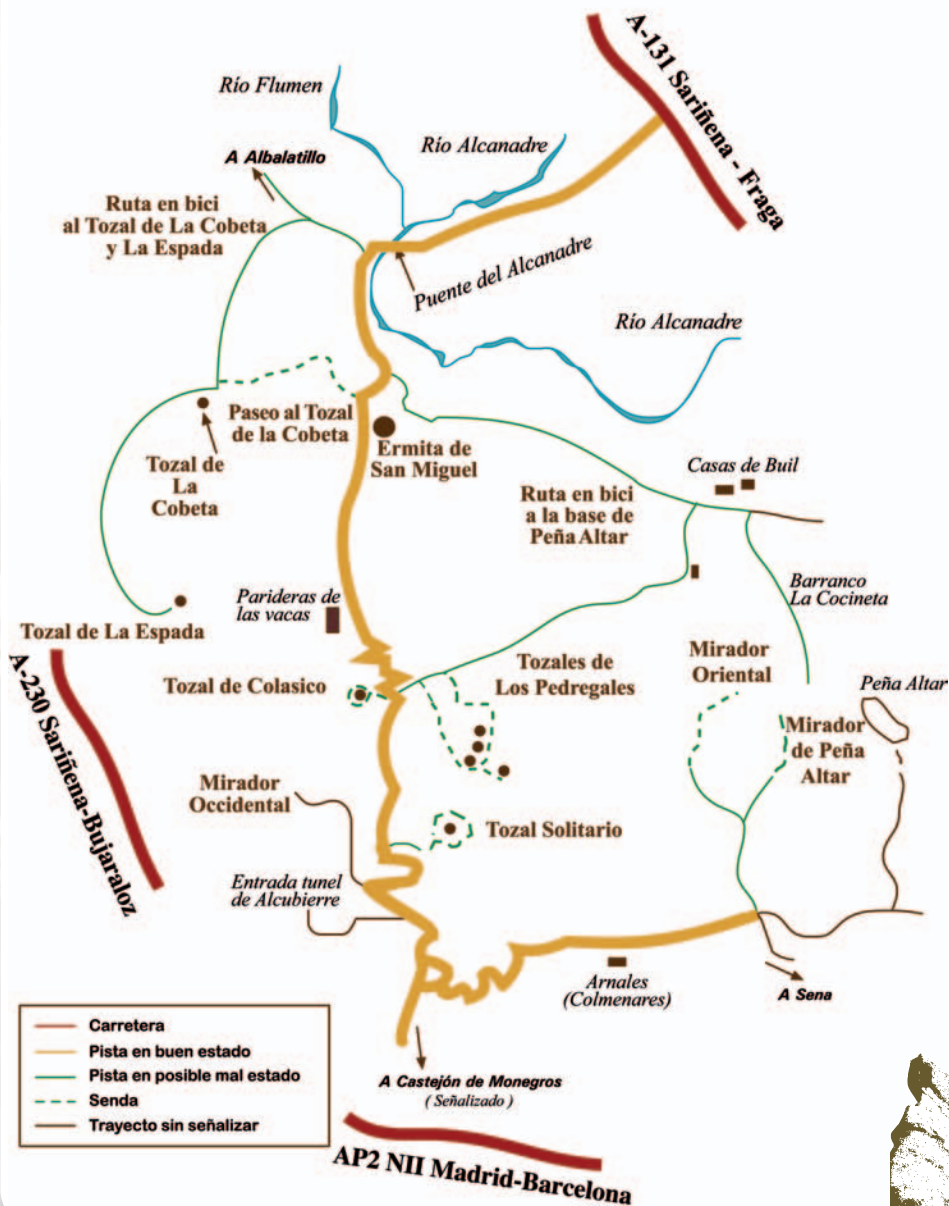 A-131 Sariñena - Fraga
Río Flumen
Río Alcanadre
A Albalatillo
Ruta en bici
al Tozal de La Cobeta
y La Espada
Puente del Alcanadre
Río Alcanadre
Paseo al Tozal
de la Cobeta
Ermita de
San Miguel
Tozal de
La
Cobeta
Casas de Buil
Ruta en bici
a la base de
Peña Altar
Barranco
La Cocineta
Parideras de
las vacas
Tozal de La Espada
Tozales de
Los Pedregales
Mirador
Oriental
Tozal de Colasico
Peña Altar
Mirador
de Peña
Altar
A-230 Sariñena-Bujaraloz
Mirador
Occidental
Tozal Solitario
Entrada tunel
de Alcubierre
Arnales
(Colmenares)
A Sena
Carretera
Pista en buen estado
Pista en posible mal estado
Senda
Trayecto sin señalizar
A Castejón de Monegros
( Señalizado )
AP2 NII Madrid-Barcelona